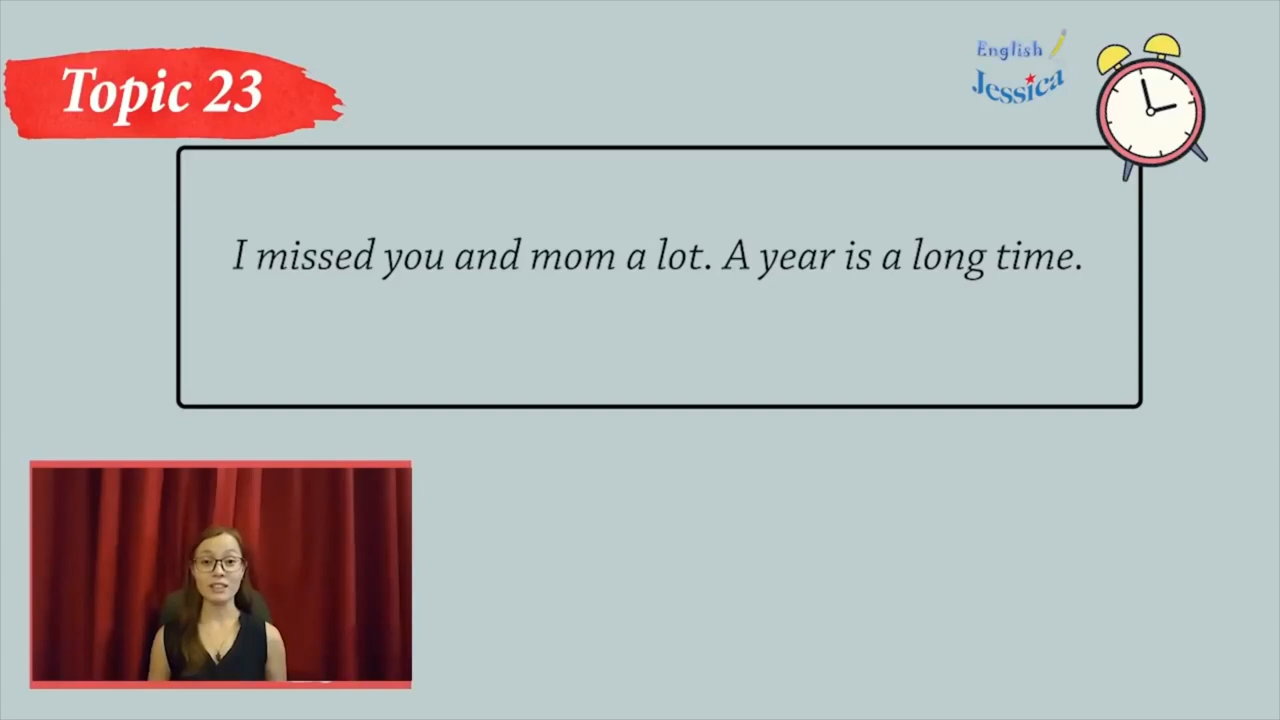 Topic 23
English
Jessica
I missed you and mom a lot. A year is a long time.